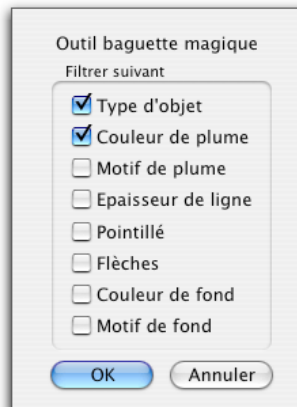 Outil baguette magique
Filtrer suivant
Type d'objet
Couleur de plume
Motif de plume
Epaisseur de ligne
Pointillé
Flèches
Couleur de fond
Motif de fond
OK Annuler